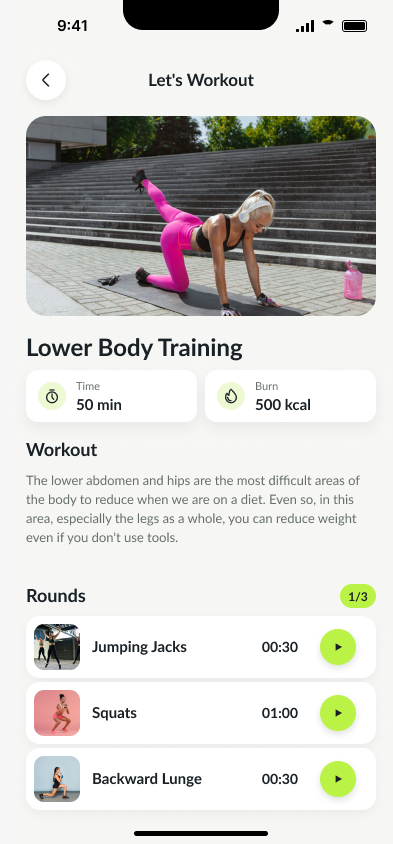 9:41
Let's Workout
Lower Body Training
Time
50 min
Burn
500 kcal
Workout
The lower abdomen and hips are the most difficult areas of
the body to reduce when we are on a diet. Even so, in this
area, especially the legs as a whole, you can reduce weight
even if you don't use tools.
Rounds
1/3
Jumping Jacks
00:30
Squats
01:00
Backward Lunge
00:30